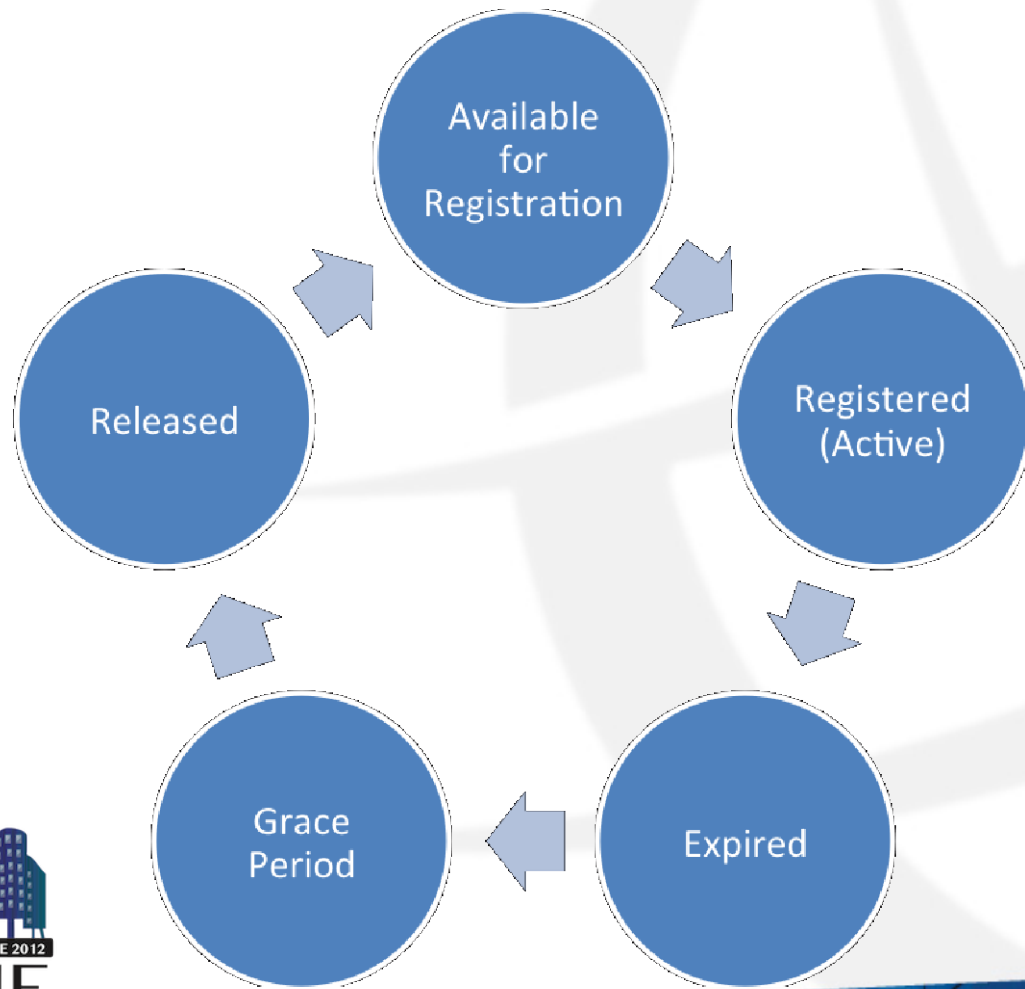 Available
for
Registration
Registered
(Active)
Expired
Grace
Period
Released
2012